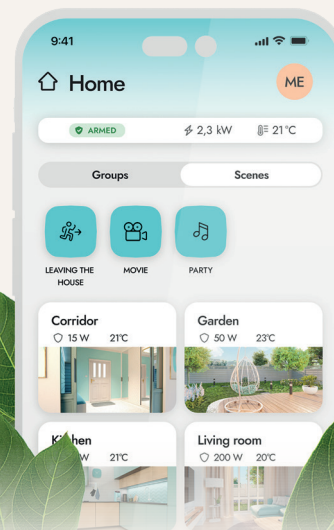 9:41
Home
ME
ARMED
2,3 kW
21°C
Groups
Scenes
LEAVING THE
HOUSE
MOVIE
PARTY
Corridor
15 W 21°C
Garden
50 W 23°C
W 21°C
Living room
200 W 20°C